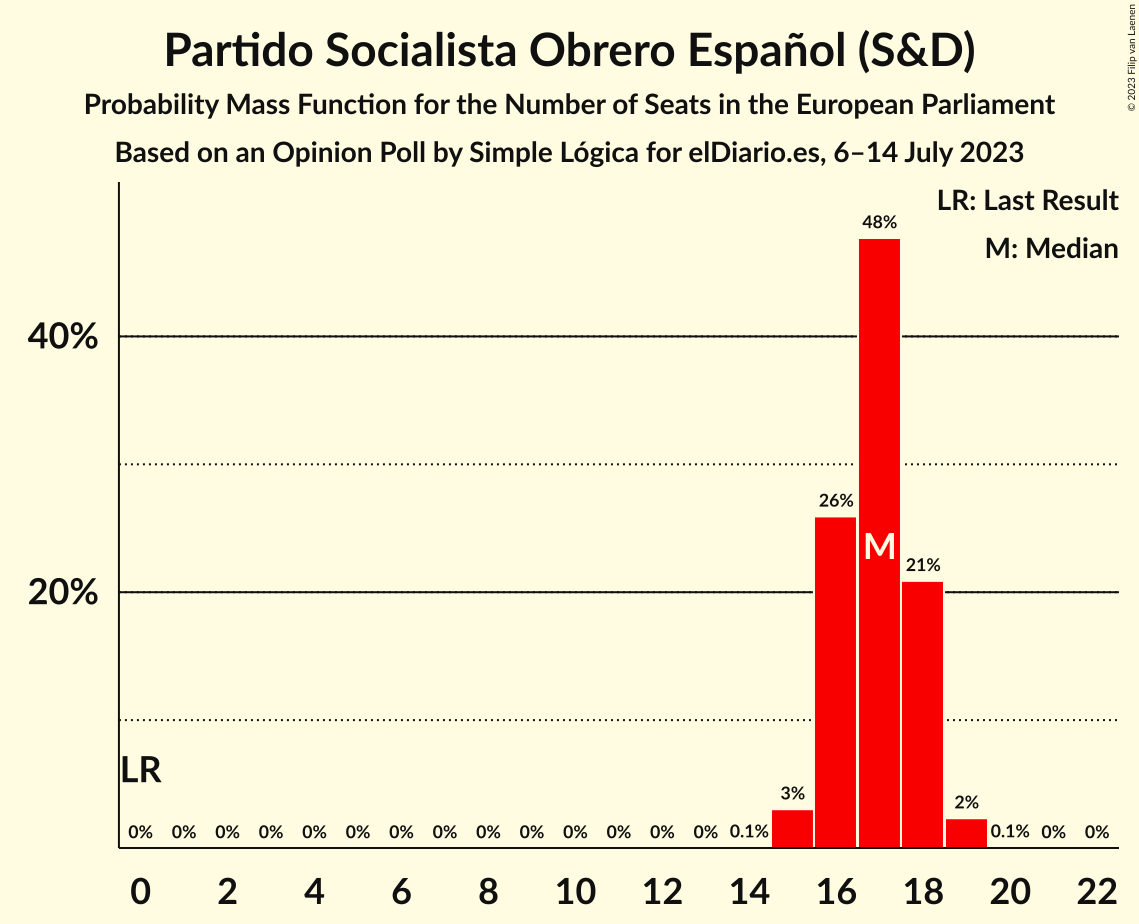 Partido Socialista Obrero Español (S&D)
Probability Mass Function for the Number of Seats in the European Parliament
Based on an Opinion Poll by Simple Lógica for elDiario.es, 6–14 July 2023
© 2023 Filip van Laenen
LR: Last Result
M: Median
48%
40%
26%
M
21%
20%
LR
3%
2%
0% 0% 0% 0% 0% 0% 0% 0% 0% 0% 0% 0% 0% 0% 0.1% 0.1% 0% 0%
0 2 4 6 8 10 12 14 16 18 20 22